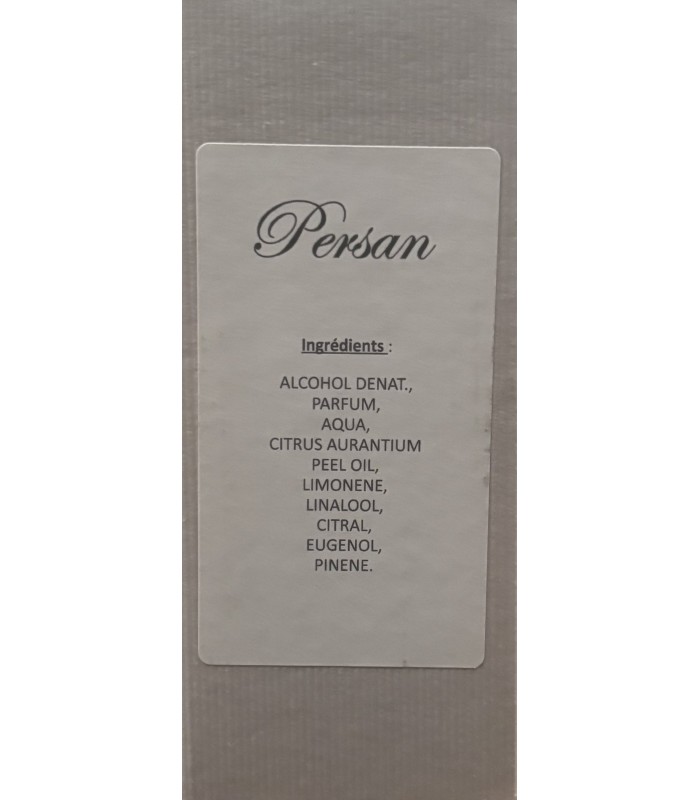 Persan
Ingrédients :
ALCOHOL DENAT.,
PARFUM,
AQUA,
CITRUS AURANTIUM
PEEL OIL,
LIMONENE,
LINALOOL,
CITRAL,
EUGENOL,
PINENE.